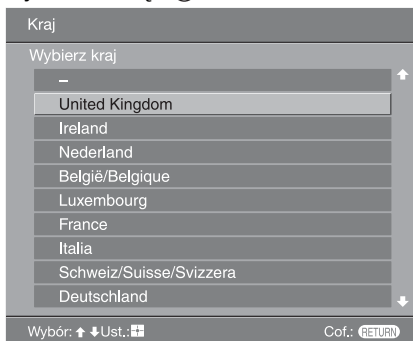 Kraj
Wybierz kraj
–
United Kingdom
Ireland
Nederland
België/Belgique
Luxembourg
France
Italia
Schweiz/Suisse/Svizzera
Deutschland
Wybór: Ust.: Cof.: RETURN